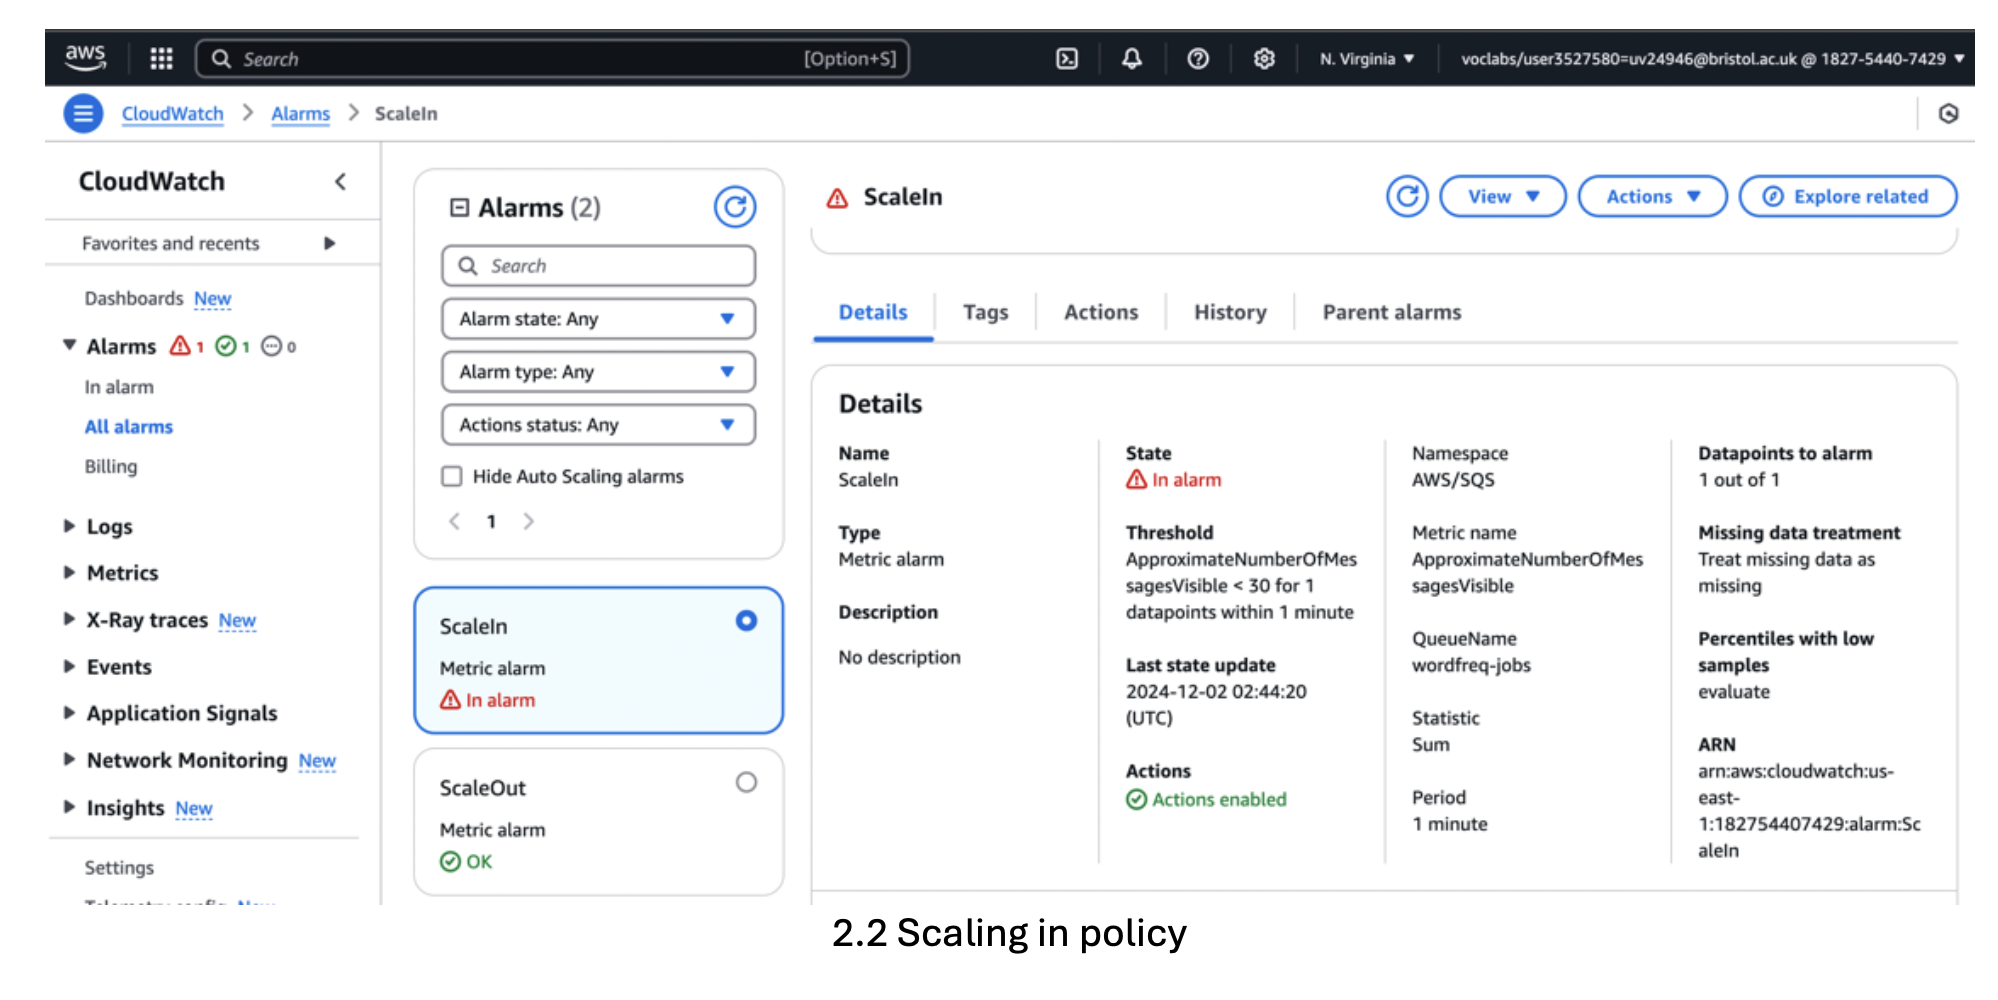 aws
Search
[Option+S]
N. Virginia
voclabs/user3527580=uv24946@bristol.ac.uk @ 1827-5440-7429
CloudWatch
Alarms
ScaleIn
CloudWatch
Favorites and recents
Dashboards New
Alarms 1 1 0
In alarm
All alarms
Billing
Logs
Metrics
X-Ray traces New
Events
Application Signals
Network Monitoring New
Insights New
Settings
Alarms (2)
Search
Alarm state: Any
Alarm type: Any
Actions status: Any
Hide Auto Scaling alarms
1
ScaleIn
Metric alarm
In alarm
ScaleOut
Metric alarm
OK
ScaleIn
View
Actions
Explore related
Details
Tags
Actions
History
Parent alarms
Details
Name
ScaleIn
Type
Metric alarm
Description
No description
State
In alarm
Threshold
ApproximateNumberOfMes
sagesVisible < 30 for 1
datapoints within 1 minute
Last state update
2024-12-02 02:44:20
(UTC)
Actions
Actions enabled
Namespace
AWS/SQS
Metric name
ApproximateNumberOfMes
sagesVisible
QueueName
wordfreq-jobs
Statistic
Sum
Period
1 minute
Datapoints to alarm
1 out of 1
Missing data treatment
Treat missing data as
missing
Percentiles with low
samples
evaluate
ARN
arn:aws:cloudwatch:us-
east-
1:182754407429:alarm:Sc
aleIn
2.2 Scaling in policy